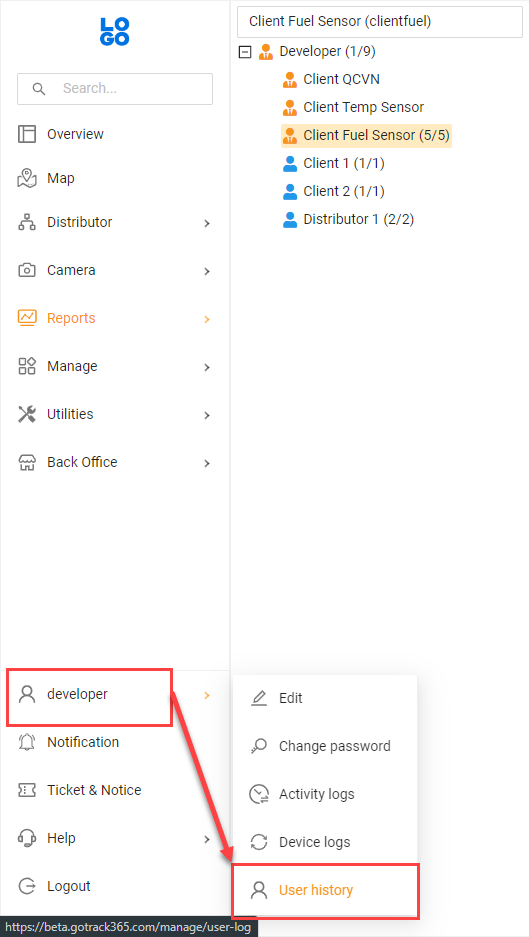 LO
GO
Search...
Overview
Map
Distributor
Camera
Reports
Manage
Utilities
Back Office
developer
Notification
Ticket & Notice
Help
Logout
Client Fuel Sensor (clientfuel)
Developer (1/9)
Client QCVN
Client Temp Sensor
Client Fuel Sensor (5/5)
Client 1 (1/1)
Client 2 (1/1)
Distributor 1 (2/2)
Edit
Change password
Activity logs
Device logs
User history
https://beta.gotrack365.com/manage/user-log